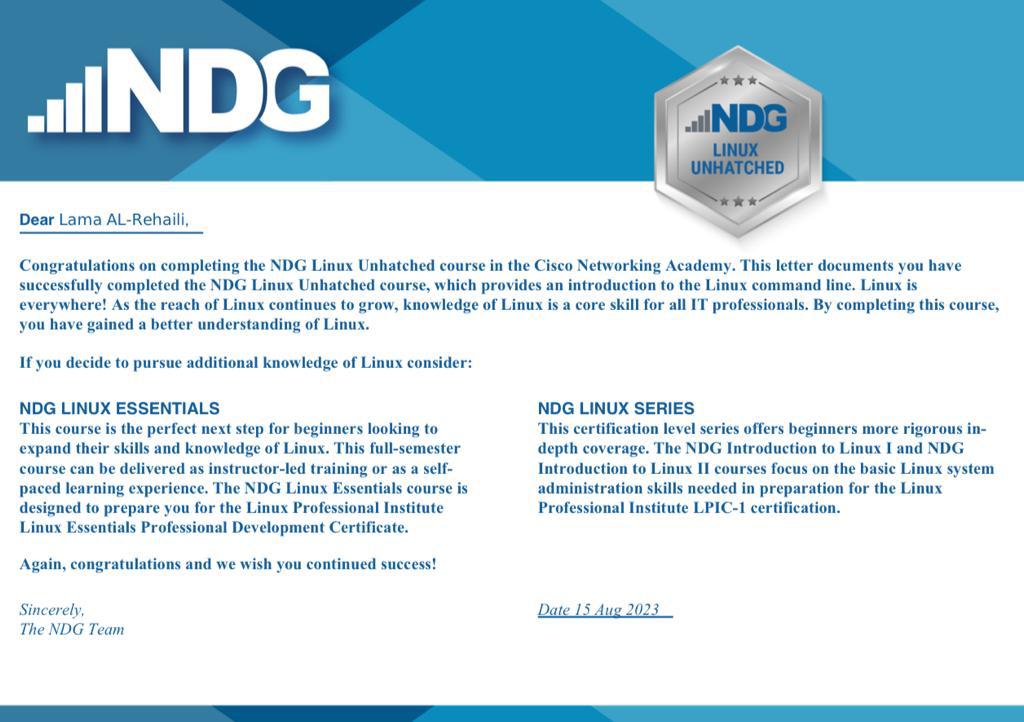 NDG
NDG
LINUX
UNHATCHED
Dear Lama AL-Rehaili,
Congratulations on completing the NDG Linux Unhatched course in the Cisco Networking Academy. This letter documents you have
successfully completed the NDG Linux Unhatched course, which provides an introduction to the Linux command line. Linux is
everywhere! As the reach of Linux continues to grow, knowledge of Linux is a core skill for all IT professionals. By completing this course,
you have gained a better understanding of Linux.
If you decide to pursue additional knowledge of Linux consider:
NDG LINUX ESSENTIALS
This course is the perfect next step for beginners looking to
expand their skills and knowledge of Linux. This full-semester
course can be delivered as instructor-led training or as a self-
paced learning experience. The NDG Linux Essentials course is
designed to prepare you for the Linux Professional Institute
Linux Essentials Professional Development Certificate.
NDG LINUX SERIES
This certification level series offers beginners more rigorous in-
depth coverage. The NDG Introduction to Linux I and NDG
Introduction to Linux II courses focus on the basic Linux system
administration skills needed in preparation for the Linux
Professional Institute LPIC-1 certification.
Again, congratulations and we wish you continued success!
Sincerely,
The NDG Team
Date 15 Aug 2023